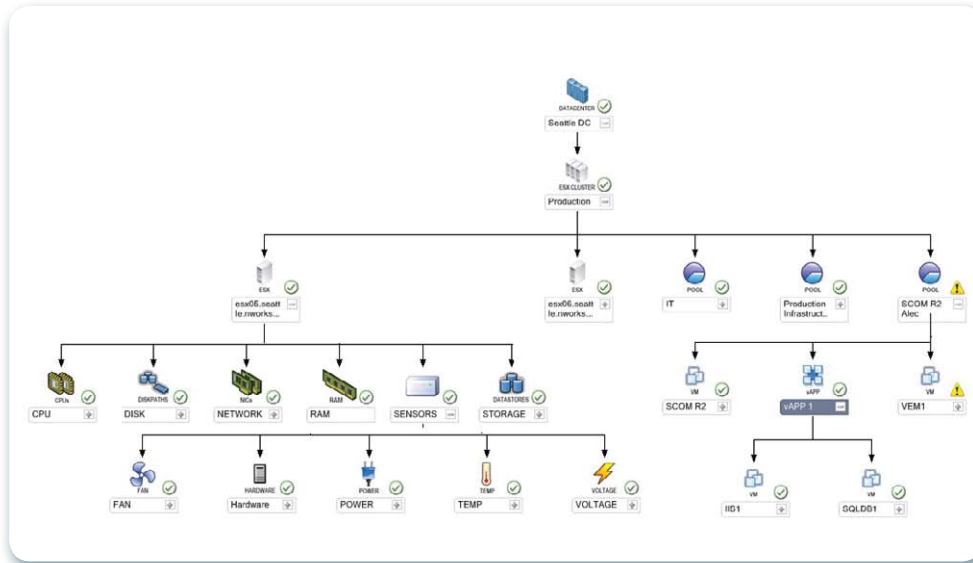 DATACENTER
Seattle DC
ESX CLUSTER
Production
ESX
esx05.seatt
le.nworks...
ESX
esx06.seatt
le.nworks...
POOL
IT
POOL
Production
Infrastruct..
POOL
SCOM R2
Alec
CPUs
CPU
DISKPATHS
DISK
NICs
NETWORK
RAM
RAM
SENSORS
DATASTORES
STORAGE
VM
SCOM R2
vAPP
vAPP 1
VM
VEM1
FAN
FAN
HARDWARE
Hardware
POWER
POWER
TEMP
TEMP
VOLTAGE
VOLTAGE
VM
IIS1
VM
SQLDB1